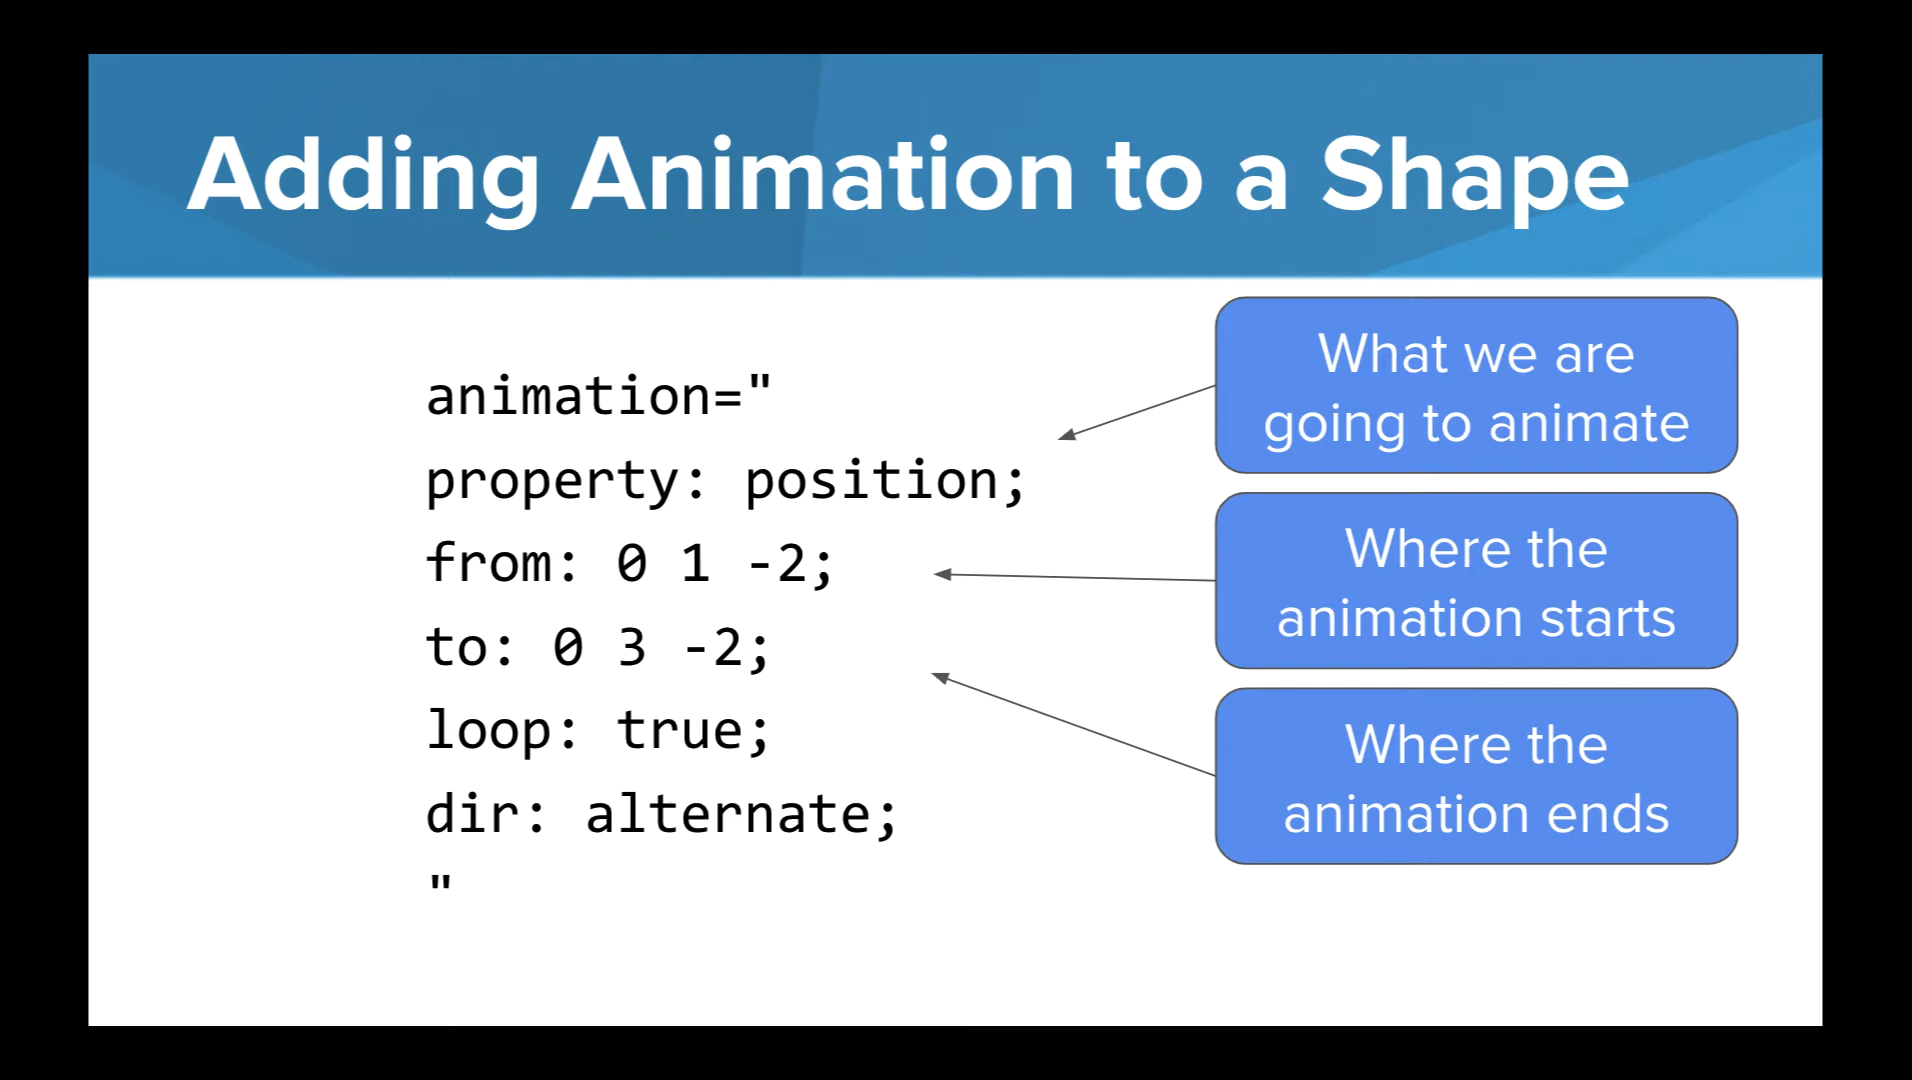 Adding Animation to a Shape
animation="
property: position;
from: 0 1 -2;
to: 0 3 -2;
loop: true;
dir: alternate;
"
What we are
going to animate
Where the
animation starts
Where the
animation ends